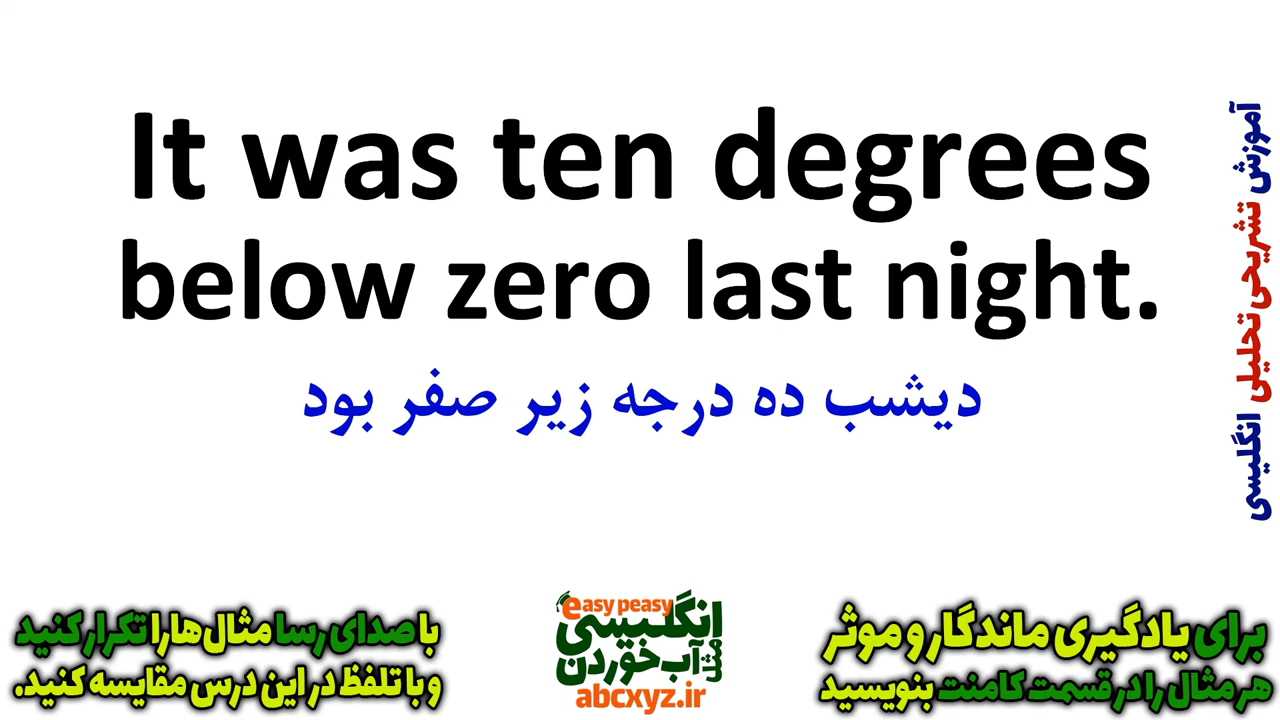 It was ten degrees
below zero last night.
دیشب ده درجه زیر صفر بود
آموزش تشریحی تحلیلی انگلیسی
با صدای رسا مثال‌ها را تکرار کنید
و با تلفظ در این درس مقایسه کنید.
easy peasy
انگلیسی
مثل آب خوردن
abcxyz.ir
برای یادگیری ماندگار و موثر
هر مثال را در قسمت کامنت بنویسید